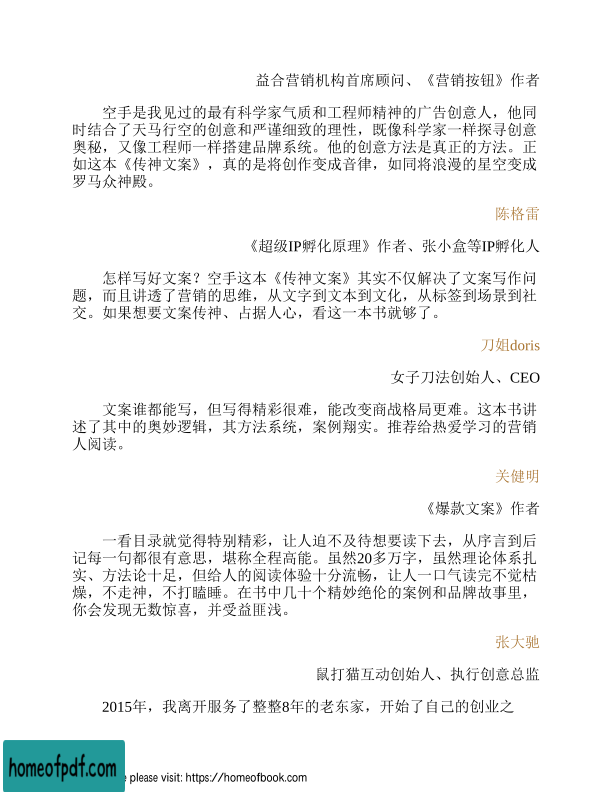 益合营销机构首席顾问、《营销按钮》作者
空手是我见过的最有科学家气质和工程师精神的广告创意人，他同
时结合了天马行空的创意和严谨细致的理性，既像科学家一样探寻创意
奥秘，又像工程师一样搭建品牌系统。他的创意方法是真正的方法。正
如这本《传神文案》，真的是将创作变成音律，如同将浪漫的星空变成
罗马众神殿。
陈格雷
《超级IP孵化原理》作者、张小盒等IP孵化人
怎样写好文案？空手这本《传神文案》其实不仅解决了文案写作问
题，而且讲透了营销的思维，从文字到文本到文化，从标签到场景到社
交。如果想要文案传神、占据人心，看这一本书就够了。
刀姐doris
女子刀法创始人、CEO
文案谁都能写，但写得精彩很难，能改变商战格局更难。这本书讲
述了其中的奥妙逻辑，其方法系统，案例翔实。推荐给热爱学习的营销
人阅读。
关健明
《爆款文案》作者
一看目录就觉得特别精彩，让人迫不及待想要读下去，从序言到后
记每一句都很有意思，堪称全程高能。虽然20多万字，虽然理论体系扎
实、方法论十足，但给人的阅读体验十分流畅，让人一口气读完不觉枯
燥，不走神，不打瞌睡。在书中几十个精妙绝伦的案例和品牌故事里，
你会发现无数惊喜，并受益匪浅。
张大驰
鼠打猫互动创始人、执行创意总监
2015年，我离开服务了整整8年的老东家，开始了自己的创业之
homeofpdf.com
please visit: https://homeofbook.com